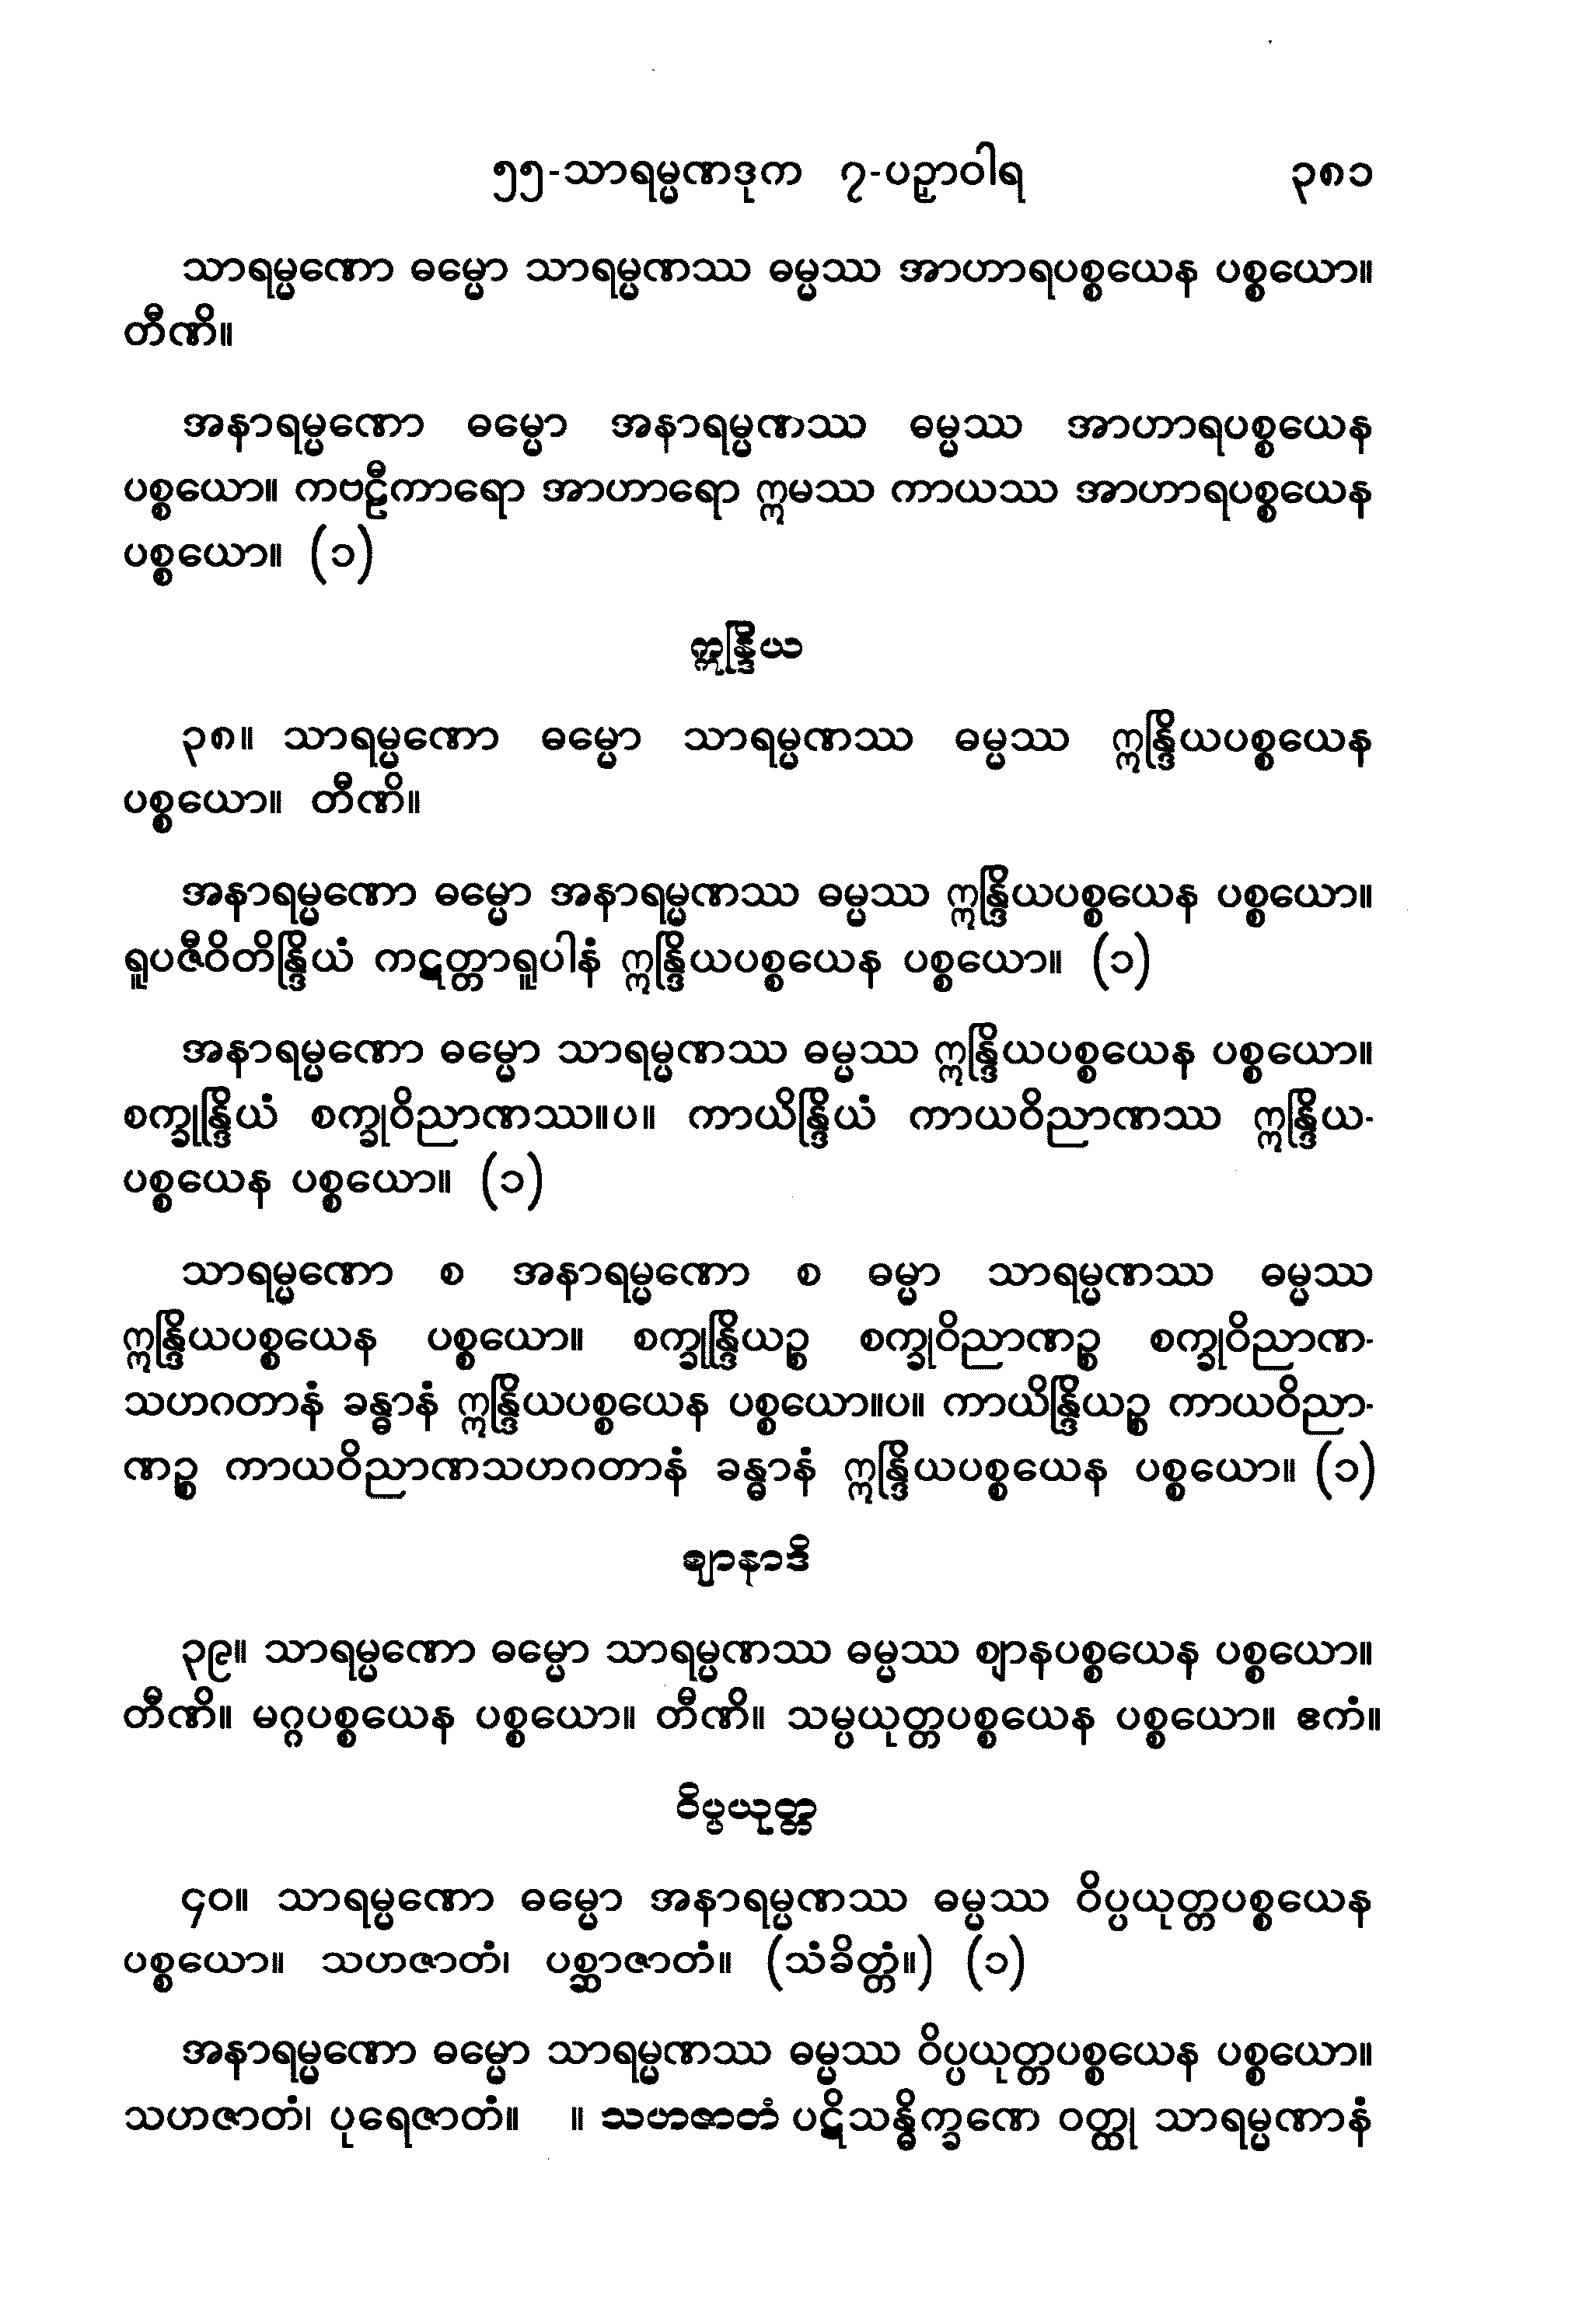 ၅၅-သာရမ္မဏဒုက ၇-ပဉှာဝါရ ၃၈၁
သာရမ္မဏော ဓမ္မော သာရမ္မဏဿ ဓမ္မဿ အာဟာရပစ္စယေန ပစ္စယော။
တီဏိ။
အနာရမ္မဏော ဓမ္မော အနာရမ္မဏဿ ဓမ္မဿ အာဟာရပစ္စယေန
ပစ္စယော။ ကဗဠီကာရော အာဟာရော ဣမဿ ကာယဿ အာဟာရပစ္စယေန
ပစ္စယော။ (၁)
ဣန္ဒြိယ
၃၈။ သာရမ္မဏော ဓမ္မော သာရမ္မဏဿ ဓမ္မဿ ဣန္ဒြိယပစ္စယေန
ပစ္စယော။ တီဏိ။
အနာရမ္မဏော ဓမ္မော အနာရမ္မဏဿ ဓမ္မဿ ဣန္ဒြိယပစ္စယေန ပစ္စယော။
ရူပဇီဝိတိန္ဒြိယံ ကဋတ္တာရူပါနံ ဣန္ဒြိယပစ္စယေန ပစ္စယော။ (၁)
အနာရမ္မဏော ဓမ္မော သာရမ္မဏဿ ဓမ္မဿ ဣန္ဒြိယပစ္စယေန ပစ္စယော။
စက္ခုန္ဒြိယံ စက္ခုဝိညာဏဿ။ပ။ ကာယိန္ဒြိယံ ကာယဝိညာဏဿ ဣန္ဒြိယ-
ပစ္စယေန ပစ္စယော။ (၁)
သာရမ္မဏော စ အနာရမ္မဏော စ ဓမ္မာ သာရမ္မဏဿ ဓမ္မဿ
ဣန္ဒြိယပစ္စယေန ပစ္စယော။ စက္ခုန္ဒြိယဉ္စ စက္ခုဝိညာဏဉ္စ စက္ခုဝိညာဏ-
သဟဂတာနံ ခန္ဓာနံ ဣန္ဒြိယပစ္စယေန ပစ္စယော။ပ။ ကာယိန္ဒြိယဉ္စ ကာယဝိညာ-
ဏဉ္စ ကာယဝိညာဏသဟဂတာနံ ခန္ဓာနံ ဣန္ဒြိယပစ္စယေန ပစ္စယော။ (၁)
ဈာနာဒိ
၃၉။ သာရမ္မဏော ဓမ္မော သာရမ္မဏဿ ဓမ္မဿ ဈာနပစ္စယေန ပစ္စယော။
တီဏိ။ မဂ္ဂပစ္စယေန ပစ္စယော။ တီဏိ။ သမ္ပယုတ္တပစ္စယေန ပစ္စယော။ ဧကံ။
ဝိပ္ပယုတ္တ
၄၀။ သာရမ္မဏော ဓမ္မော အနာရမ္မဏဿ ဓမ္မဿ ဝိပ္ပယုတ္တပစ္စယေန
ပစ္စယော။ သဟဇာတံ၊ ပစ္ဆာဇာတံ။ (သံခိတ္တံ။) (၁)
အနာရမ္မဏော ဓမ္မော သာရမ္မဏဿ ဓမ္မဿ ဝိပ္ပယုတ္တပစ္စယေန ပစ္စယော။
သဟဇာတံ၊ ပုရေဇာတံ။ ။ သဟဇာတံ ပဋိသန္ဓိက္ခဏေ ဝတ္ထု သာရမ္မဏာနံ